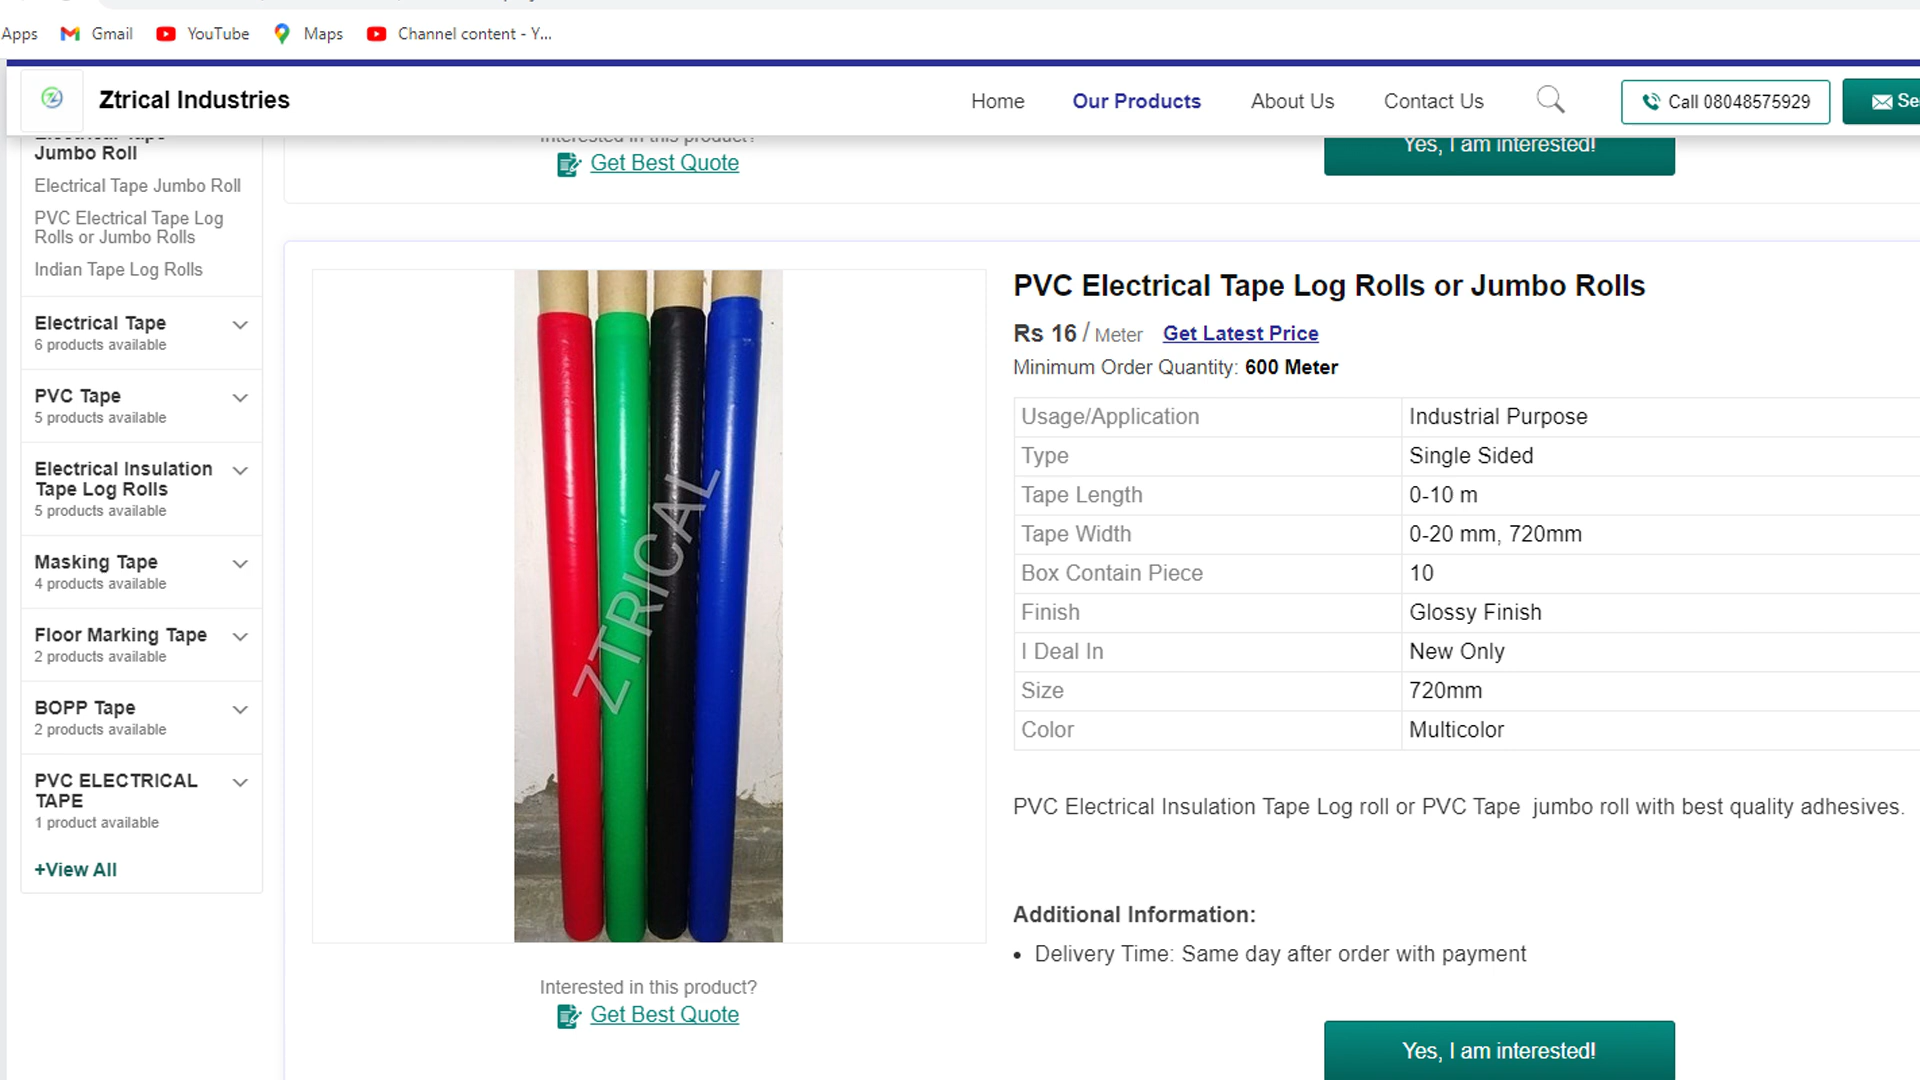 Apps Gmail YouTube Maps Channel content - Y...
Ztrical Industries
Home Our Products About Us Contact Us Call 08048575929
Electrical Tape
Jumbo Roll
Electrical Tape Jumbo Roll
PVC Electrical Tape Log
Rolls or Jumbo Rolls
Indian Tape Log Rolls
Electrical Tape
6 products available
PVC Tape
5 products available
Electrical Insulation
Tape Log Rolls
5 products available
Masking Tape
4 products available
Floor Marking Tape
2 products available
BOPP Tape
2 products available
PVC ELECTRICAL
TAPE
1 product available
+View All
Interested in this product?
Get Best Quote
Yes, I am interested!
ZTRICAL
Interested in this product?
Get Best Quote
PVC Electrical Tape Log Rolls or Jumbo Rolls
Rs 16 / Meter Get Latest Price
Minimum Order Quantity: 600 Meter
Usage/Application Industrial Purpose
Type Single Sided
Tape Length 0-10 m
Tape Width 0-20 mm, 720mm
Box Contain Piece 10
Finish Glossy Finish
I Deal In New Only
Size 720mm
Color Multicolor
PVC Electrical Insulation Tape Log roll or PVC Tape jumbo roll with best quality adhesives.
Additional Information:
• Delivery Time: Same day after order with payment
Yes, I am interested!